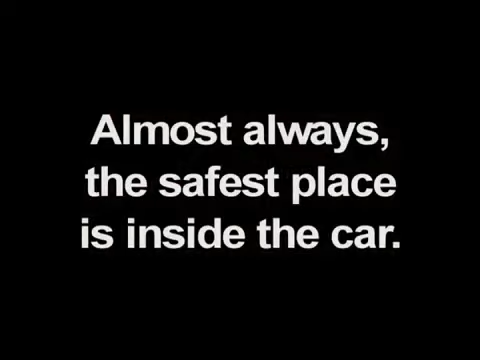 Almost always,
the safest place
is inside the car.